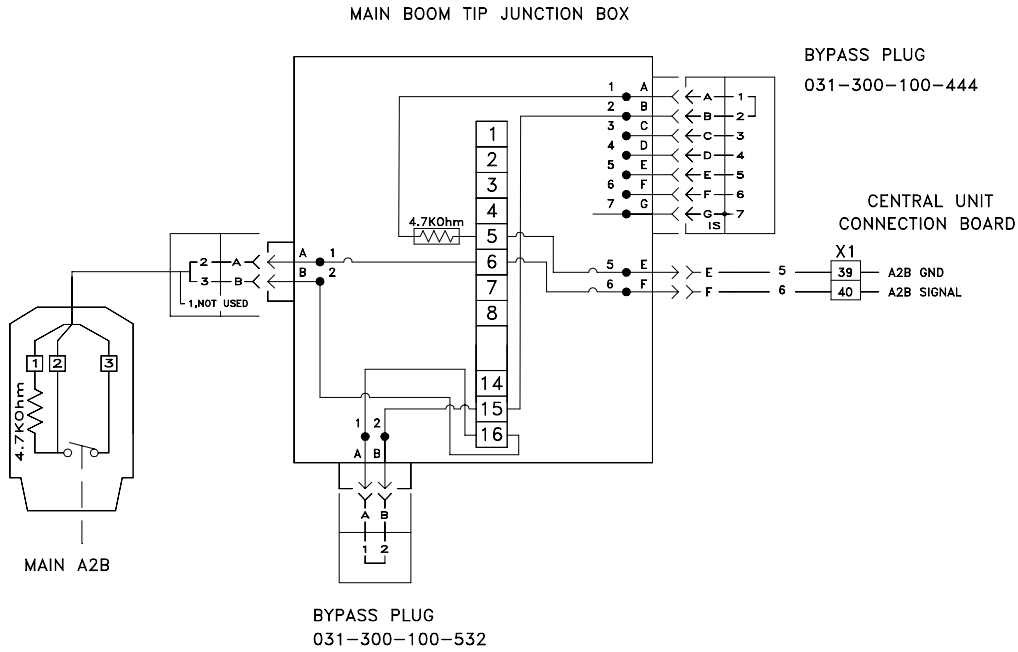 MAIN BOOM TIP JUNCTION BOX
BYPASS PLUG
031-300-100-444
1 A A 1
2 B B 2
3 C C 3
4 D D 4
5 E E 5
6 F F 6
7 G G 7
IS
1
2
3
4
5
6
7
8
14
15
16
4.7KOhm
CENTRAL UNIT
CONNECTION BOARD
X1
5 E E 5 39 A2B GND
6 F F 6 40 A2B SIGNAL
2 A A 1
3 B B 2
1,NOT USED
1 2 3
4.7KOhm
MAIN A2B
1 2
A B
A B
1 2
BYPASS PLUG
031-300-100-532